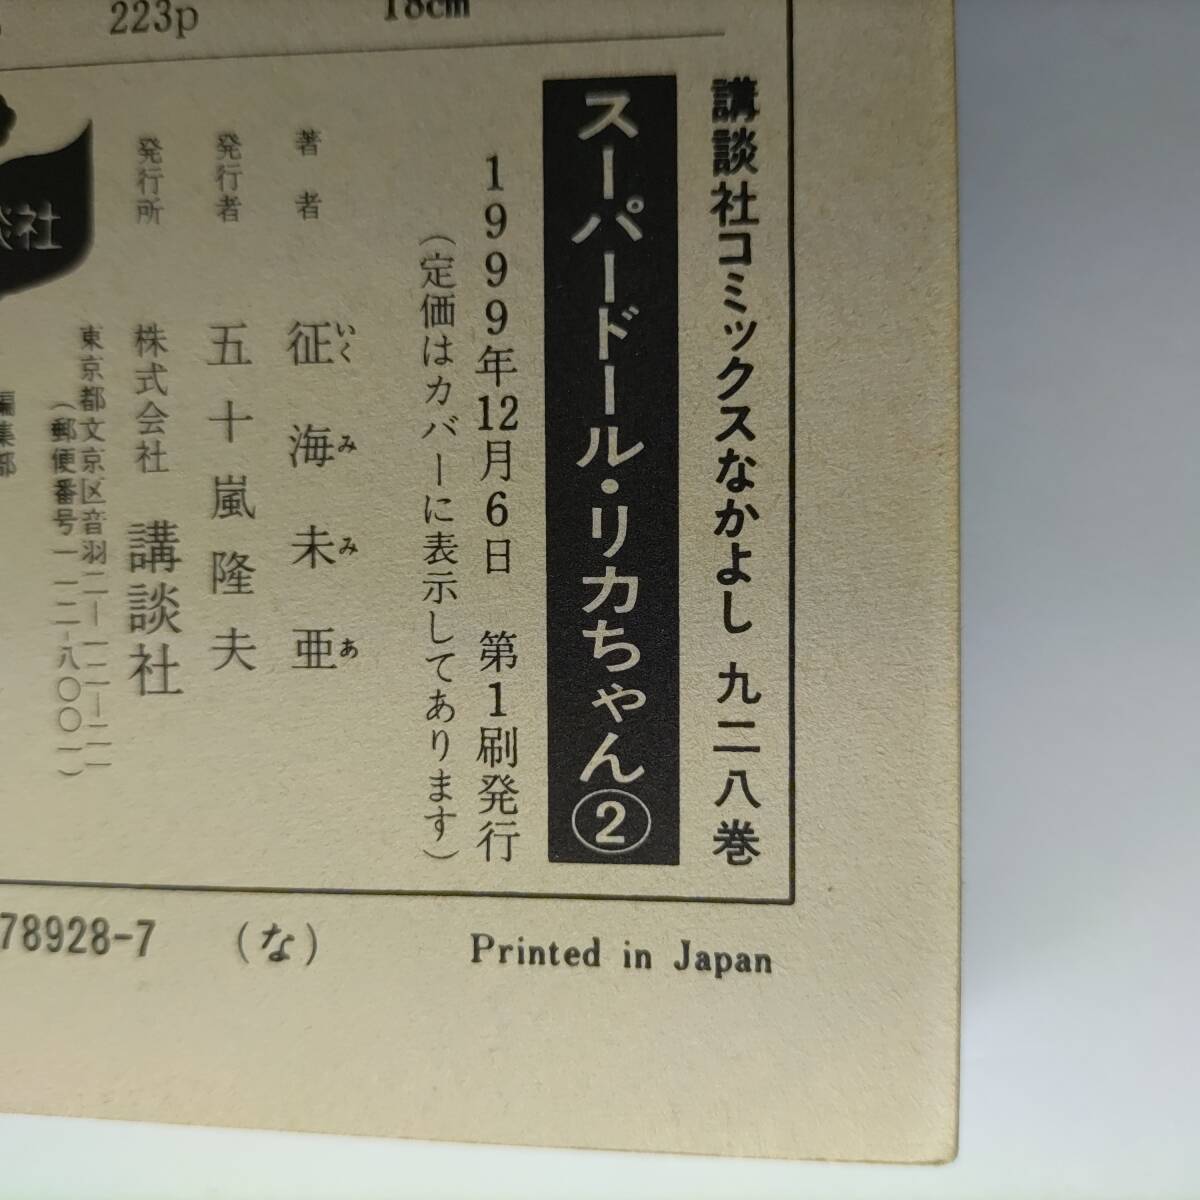 223p
18cm
講談社コミックスなかよし 九二八巻
スーパードール・リカちゃん②
1999年12月6日 第1刷発行
(定価はカバーに表示してあります)
著者 征海未亜
いくみみあ
発行者 五十嵐隆夫
発行所 株式会社 講談社
東京都文京区音羽二-一二-二一
(郵便番号一一二-八〇〇一)
編集部
談社
78928-7 (な) Printed in Japan